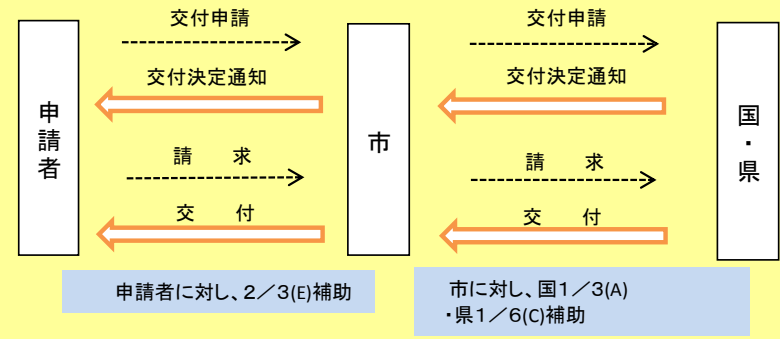 交付申請
交付申請
交付決定通知
交付決定通知
申請者
市
国・県
請　　求
請　　求
交　　付
交　　付
申請者に対し、２／３(E)補助
市に対し、国１／３(A)
・県１／６(C)補助